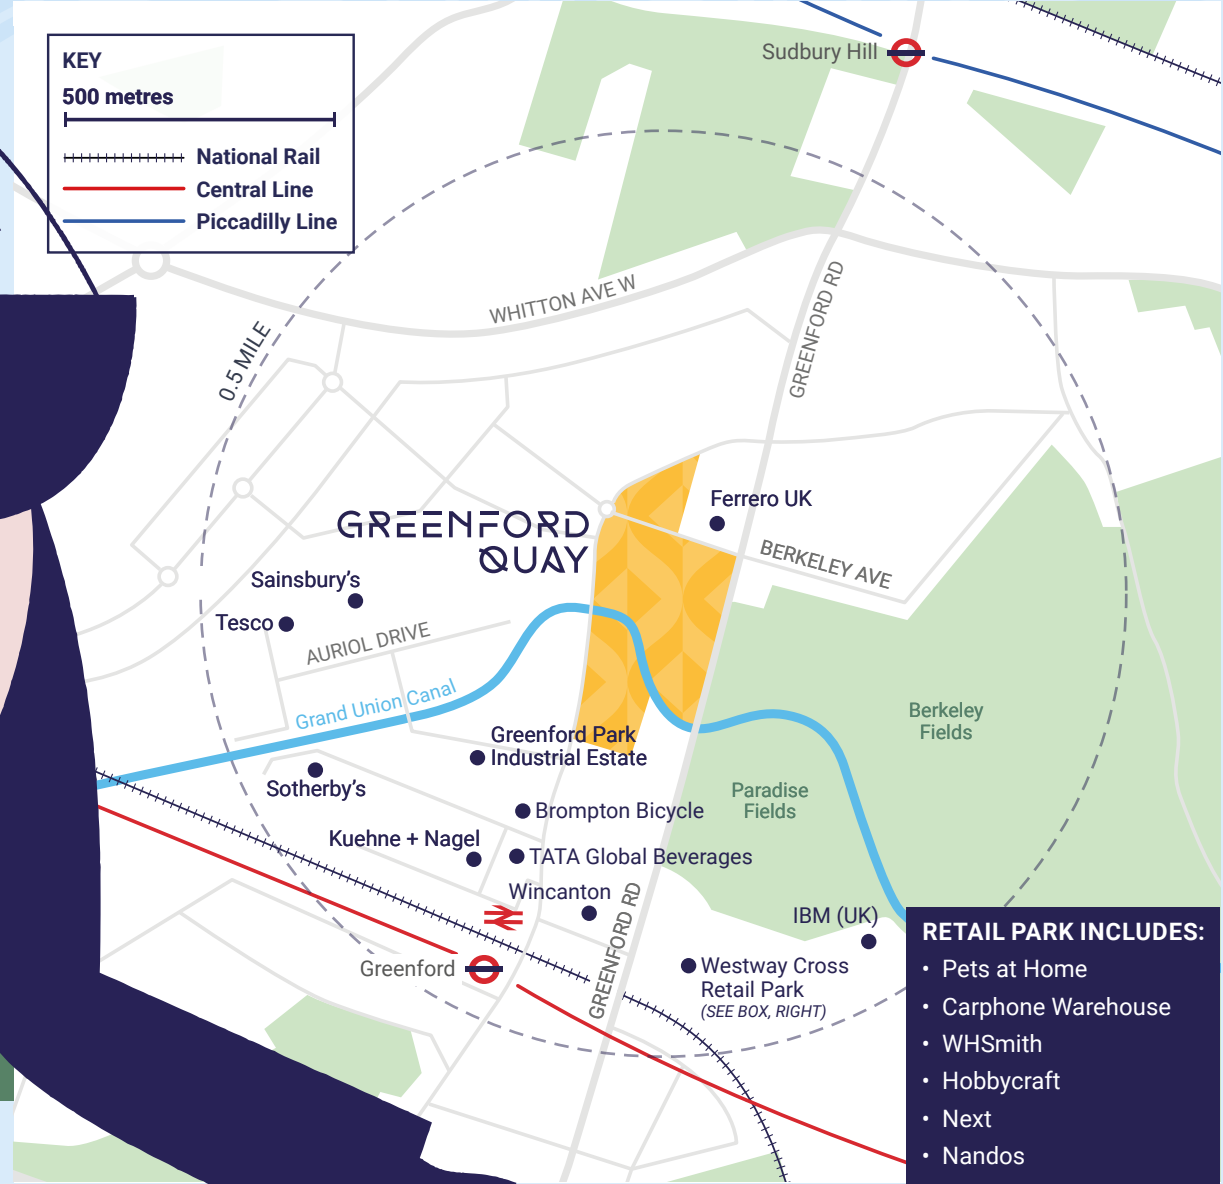 KEY
500 metres
National Rail
Central Line
Piccadilly Line
Sudbury Hill
WHITTON AVE W
GREENFORD RD
0.5 MILE
Ferrero UK
GREENFORD
QUAY
BERKELEY AVE
Sainsbury's
Tesco
AURIOL DRIVE
Grand Union Canal
Berkeley
Fields
Greenford Park
Industrial Estate
Sotherby's
Paradise
Fields
Brompton Bicycle
Kuehne + Nagel
TATA Global Beverages
Wincanton
GREENFORD RD
IBM (UK)
Greenford
Westway Cross
Retail Park
(SEE BOX, RIGHT)
RETAIL PARK INCLUDES:
• Pets at Home
• Carphone Warehouse
• WHSmith
• Hobbycraft
• Next
• Nandos